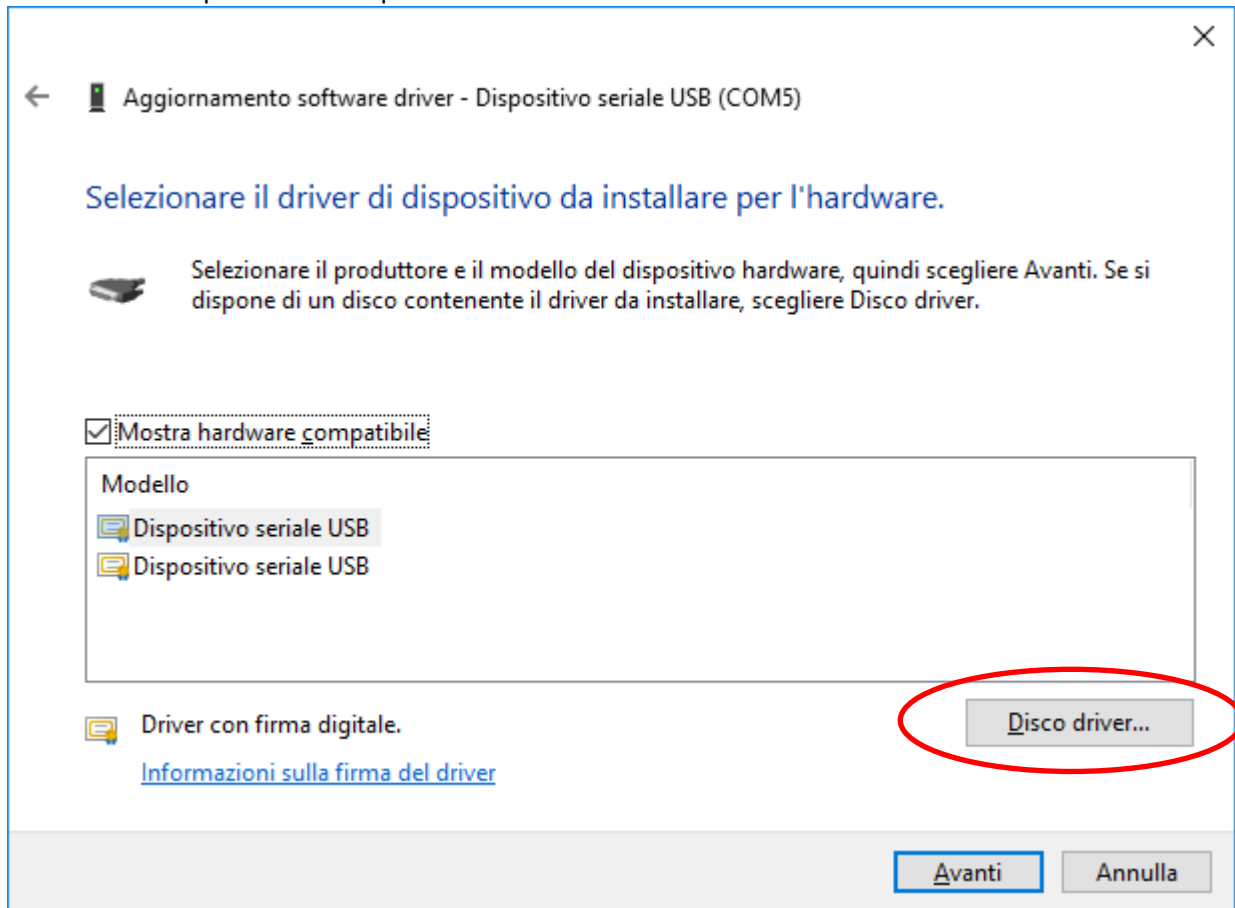 Aggiornamento software driver - Dispositivo seriale USB (COM5)
Selezionare il driver di dispositivo da installare per l'hardware.
Selezionare il produttore e il modello del dispositivo hardware, quindi scegliere Avanti. Se si
dispone di un disco contenente il driver da installare, scegliere Disco driver.
Mostra hardware compatibile
Modello
Dispositivo seriale USB
Dispositivo seriale USB
Driver con firma digitale.
Disco driver...
Informazioni sulla firma del driver
Avanti
Annulla